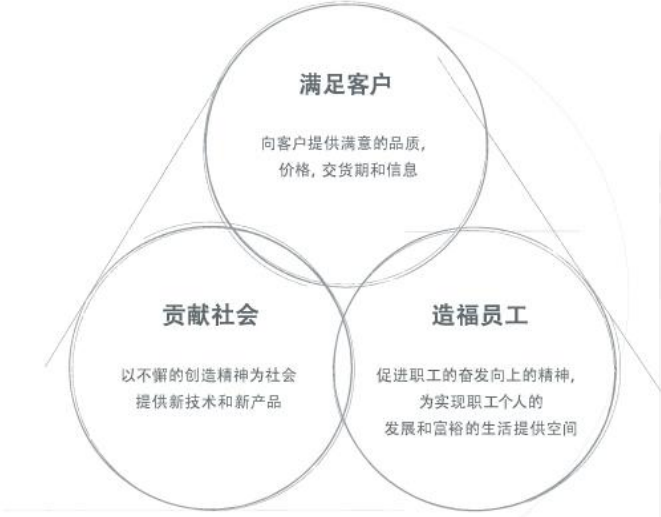 满足客户
向客户提供满意的品质,
价格, 交货期和信息
贡献社会
以不懈的创造精神为社会
提供新技术和新产品
造福员工
促进职工的奋发向上的精神,
为实现职工个人的
发展和富裕的生活提供空间